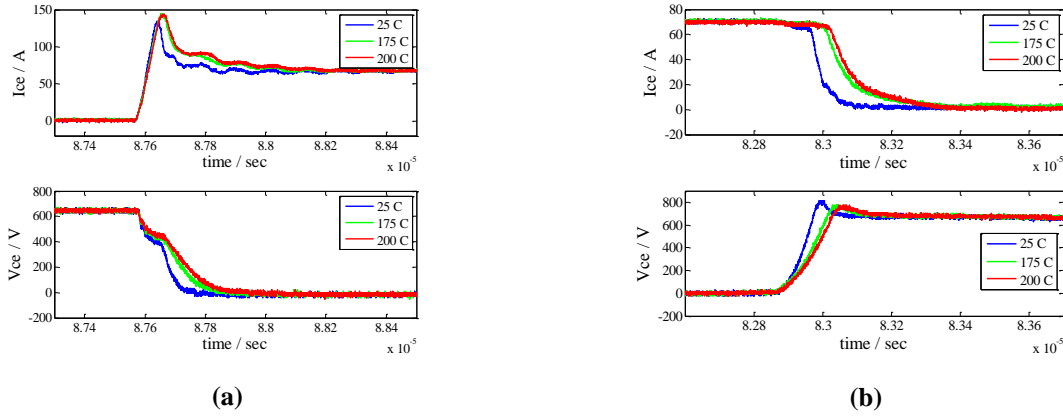 150
100
50
0
Ice / A
25 C
175 C
200 C
8.74 8.76 8.78 8.8 8.82 8.84
time / sec
x 10-5
800
600
400
200
0
-200
Vce / V
25 C
175 C
200 C
8.74 8.76 8.78 8.8 8.82 8.84
time / sec
x 10-5
(a)
80
60
40
20
0
20
Ice / A
25 C
175 C
200 C
8.28 8.3 8.32 8.34 8.36
time / sec
x 10-5
800
600
400
200
0
-200
Vce / V
25 C
175 C
200 C
8.28 8.3 8.32 8.34 8.36
time / sec
x 10-5
(b)